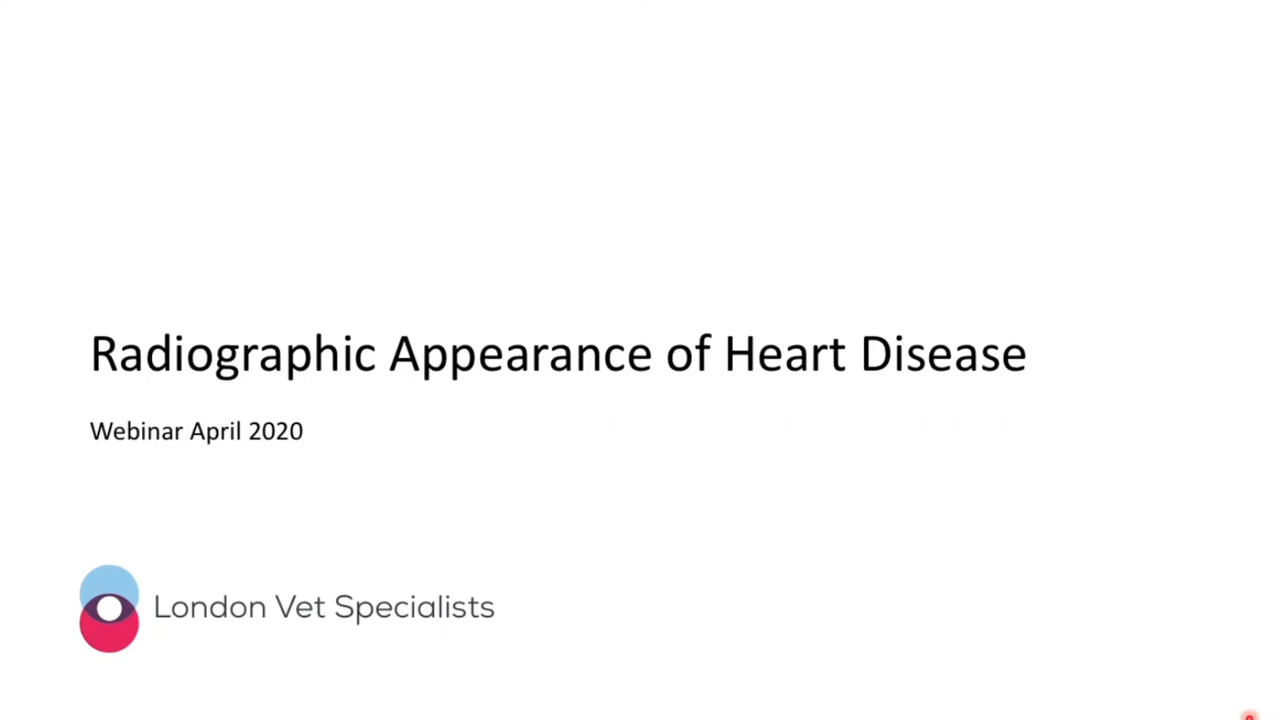 Radiographic Appearance of Heart Disease
Webinar April 2020
London Vet Specialists